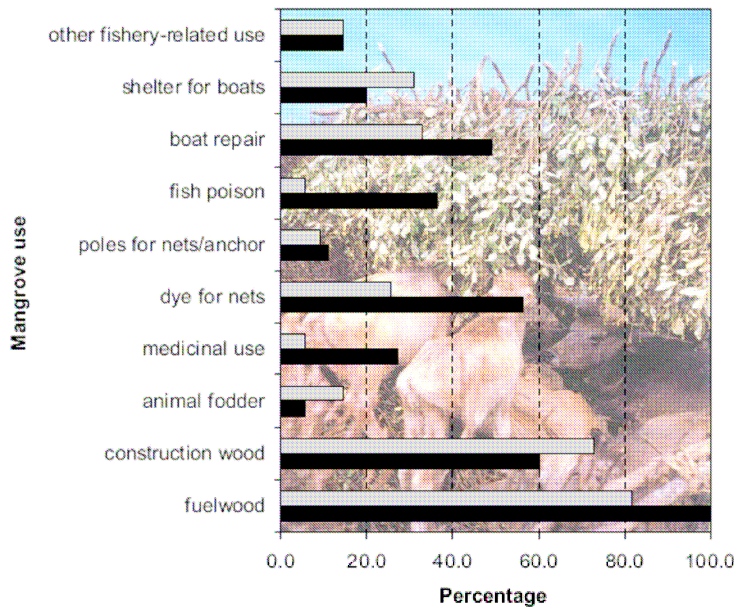 other fishery-related use
shelter for boats
boat repair
fish poison
poles for nets/anchor
dye for nets
medicinal use
animal fodder
construction wood
fuelwood
Mangrove use
0.0 20.0 40.0 60.0 80.0 100.0
Percentage